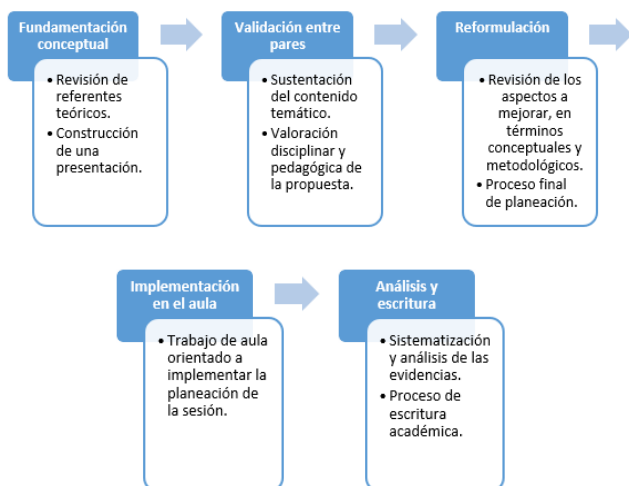 Fundamentación
conceptual
• Revisión de
referentes
teóricos.
• Construcción
de una
presentación.
Validación entre
pares
• Sustentación
del contenido
temático.
• Valoración
disciplinar y
pedagógica de
la propuesta.
Reformulación
• Revisión de los
aspectos a
mejorar, en
términos
conceptuales y
metodológicos.
• Proceso final
de planeación.
Implementación
en el aula
• Trabajo de aula
orientado a
implementar la
planeación de
la sesión.
Análisis y
escritura
• Sistematización
y análisis de las
evidencias.
• Proceso de
escritura
académica.